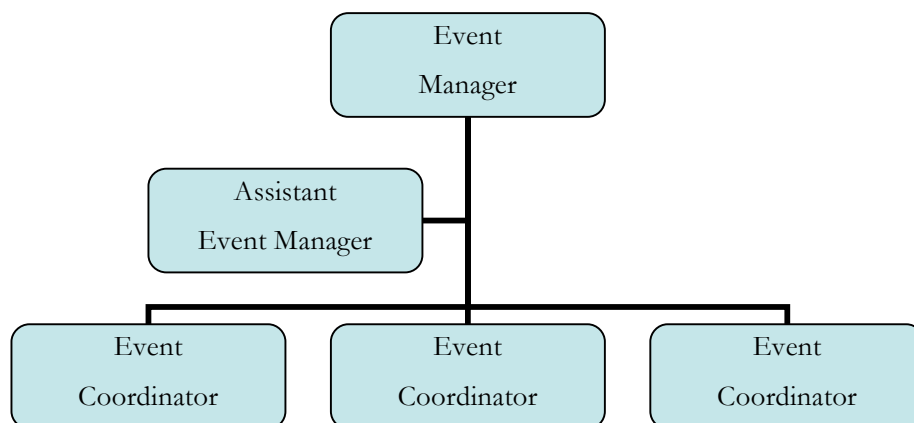 Event
Manager
Assistant
Event Manager
Event
Coordinator
Event
Coordinator
Event
Coordinator